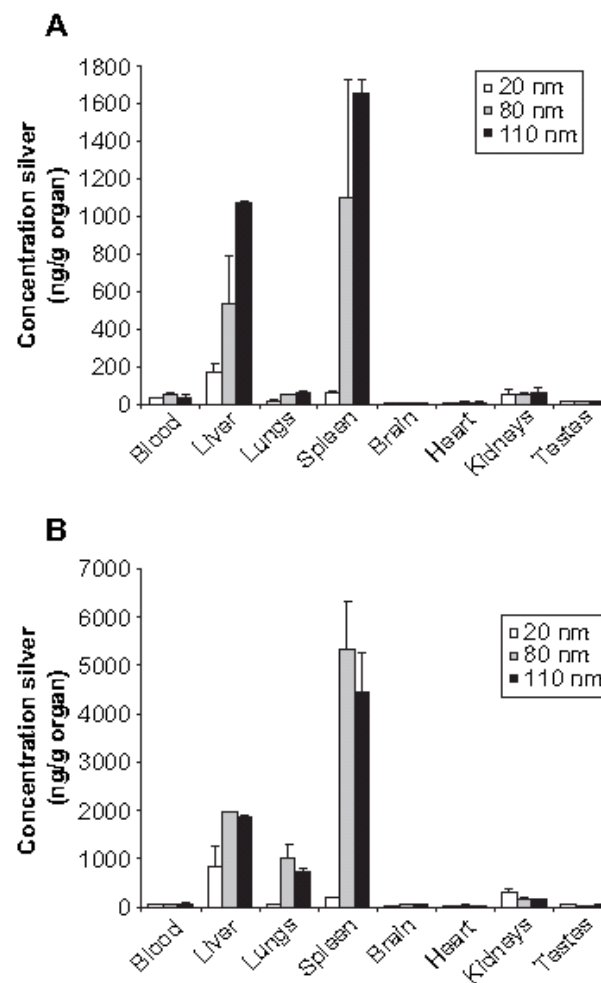 A
Concentration silver
(ng/g organ)
1800
1600
1400
1200
1000
800
600
400
200
0
20 nm
80 nm
110 nm
Blood
Liver
Lungs
Spleen
Brain
Heart
Kidneys
Testes
B
Concentration silver
(ng/g organ)
7000
6000
5000
4000
3000
2000
1000
0
20 nm
80 nm
110 nm
Blood
Liver
Lungs
Spleen
Brain
Heart
Kidneys
Testes